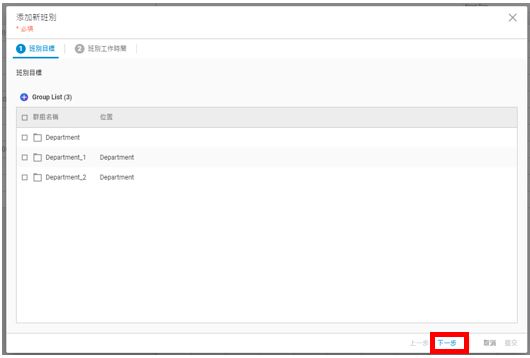 添加新班別
* 必填
1 班別目標 2 班別工作時間
班別目標
Group List (3)
群組名稱 位置
Department
Department_1 Department
Department_2 Department
上一步 下一步 取消 提交